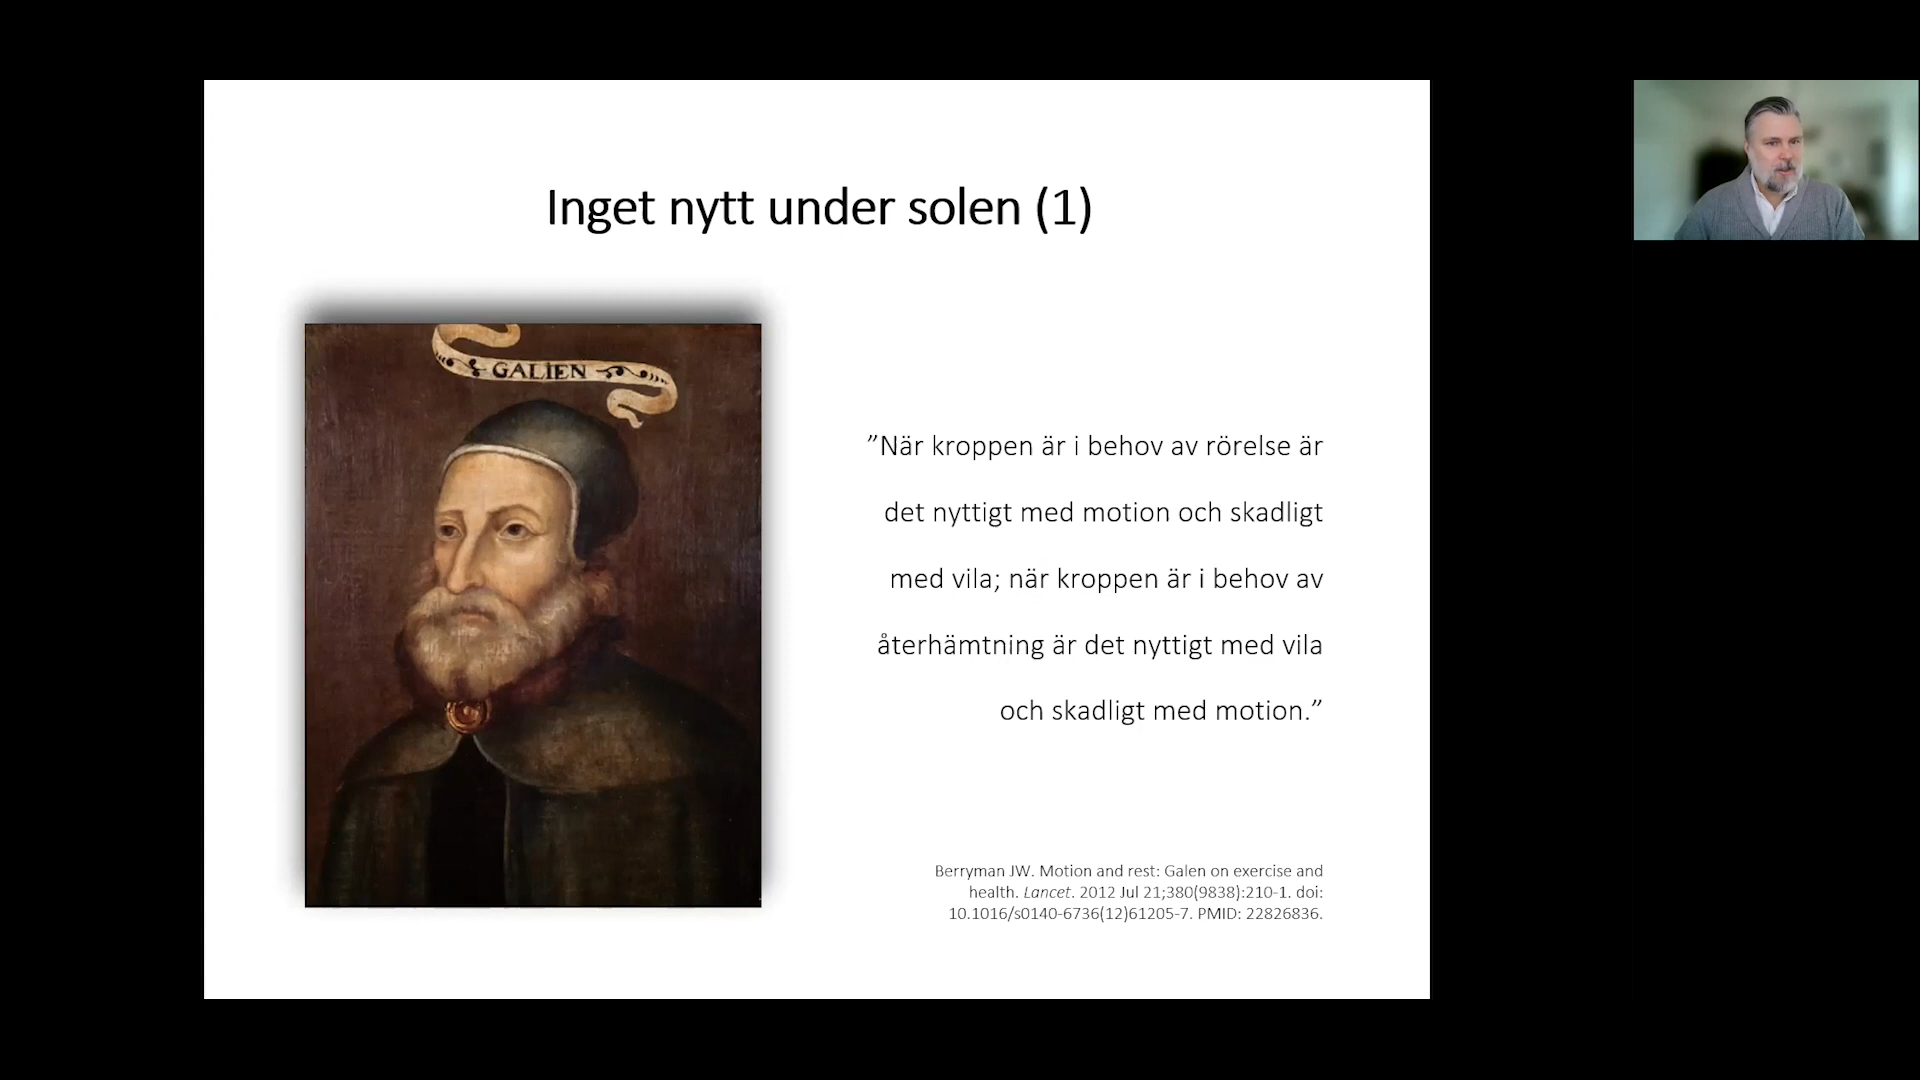 Inget nytt under solen (1)
GALIEN
”När kroppen är i behov av rörelse är
det nyttigt med motion och skadligt
med vila; när kroppen är i behov av
återhämtning är det nyttigt med vila
och skadligt med motion.”
Berryman JW. Motion and rest: Galen on exercise and
health. Lancet. 2012 Jul 21;380(9838):210-1. doi:
10.1016/s0140-6736(12)61205-7. PMID: 22826836.